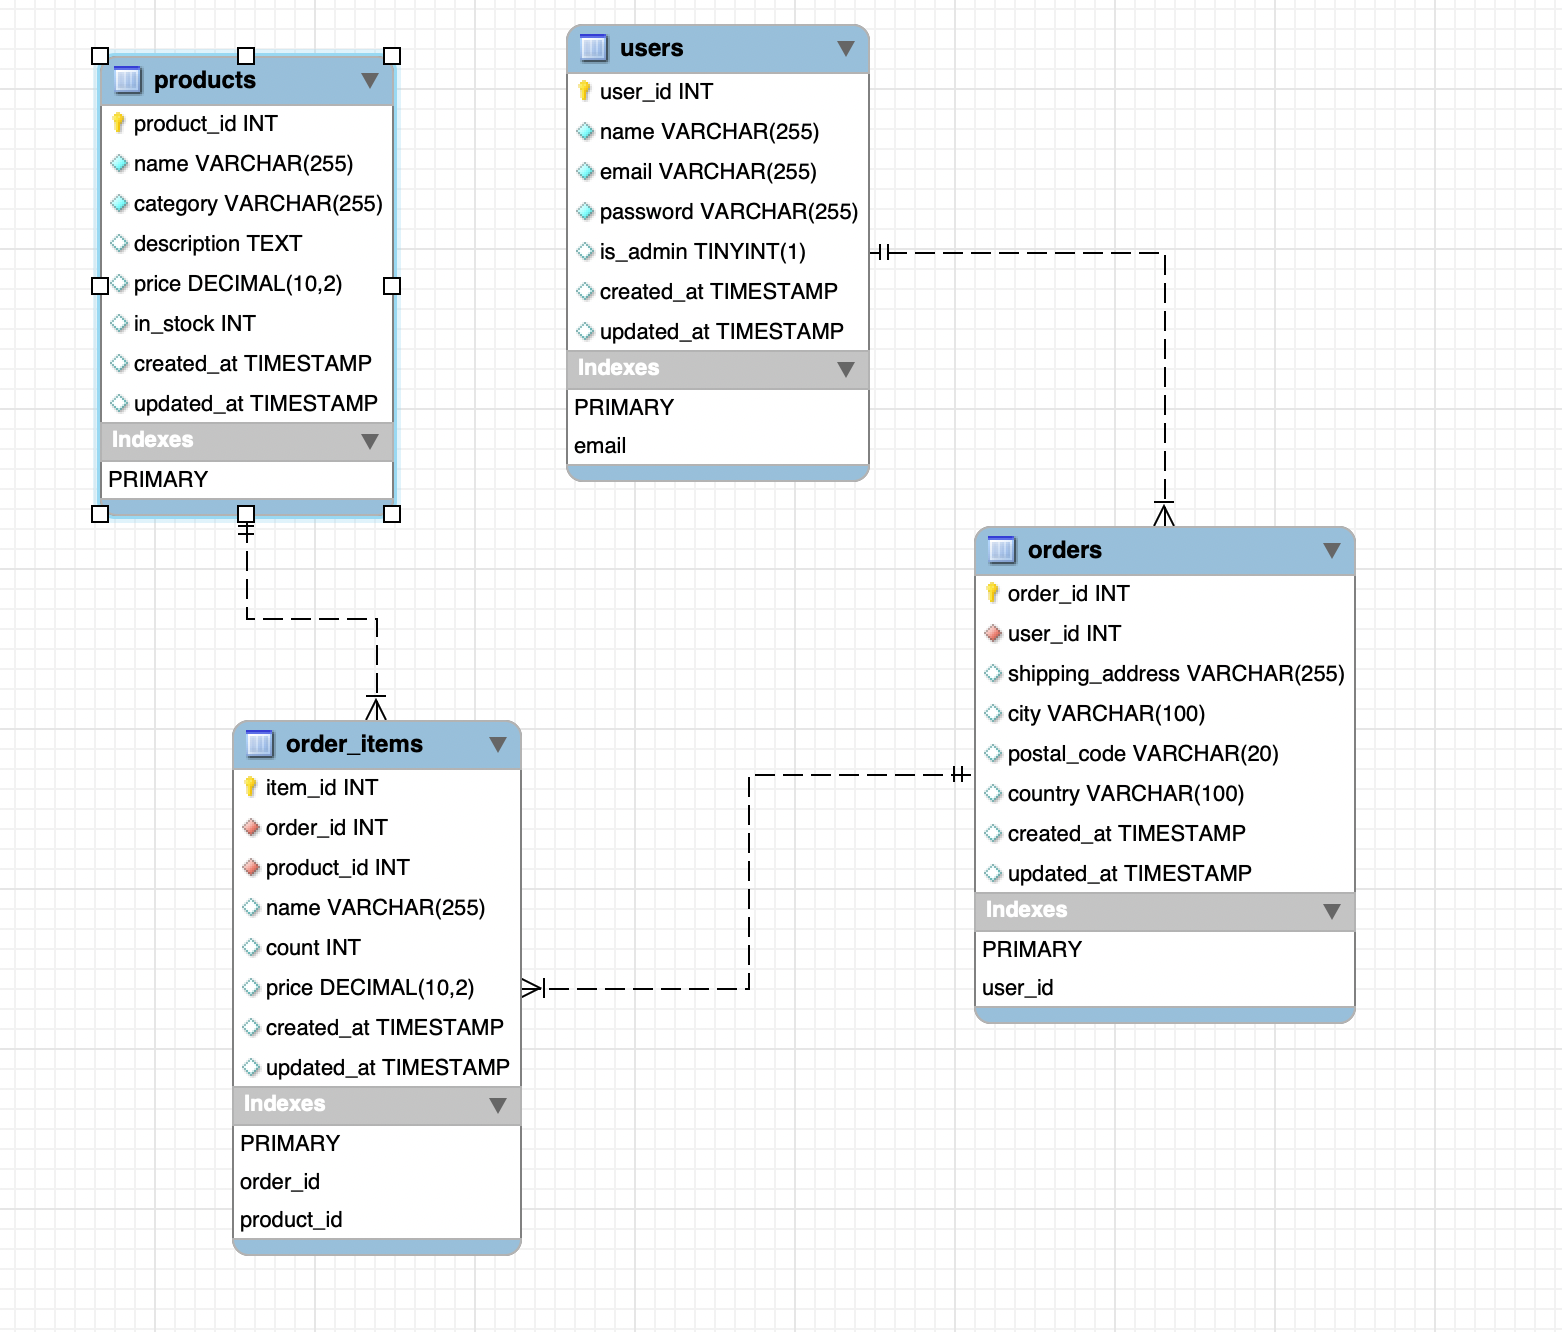 products
product_id INT
name VARCHAR(255)
category VARCHAR(255)
description TEXT
price DECIMAL(10,2)
in_stock INT
created_at TIMESTAMP
updated_at TIMESTAMP
Indexes
PRIMARY
users
user_id INT
name VARCHAR(255)
email VARCHAR(255)
password VARCHAR(255)
is_admin TINYINT(1)
created_at TIMESTAMP
updated_at TIMESTAMP
Indexes
PRIMARY
email
orders
order_id INT
user_id INT
shipping_address VARCHAR(255)
city VARCHAR(100)
postal_code VARCHAR(20)
country VARCHAR(100)
created_at TIMESTAMP
updated_at TIMESTAMP
Indexes
PRIMARY
user_id
order_items
item_id INT
order_id INT
product_id INT
name VARCHAR(255)
count INT
price DECIMAL(10,2)
created_at TIMESTAMP
updated_at TIMESTAMP
Indexes
PRIMARY
order_id
product_id